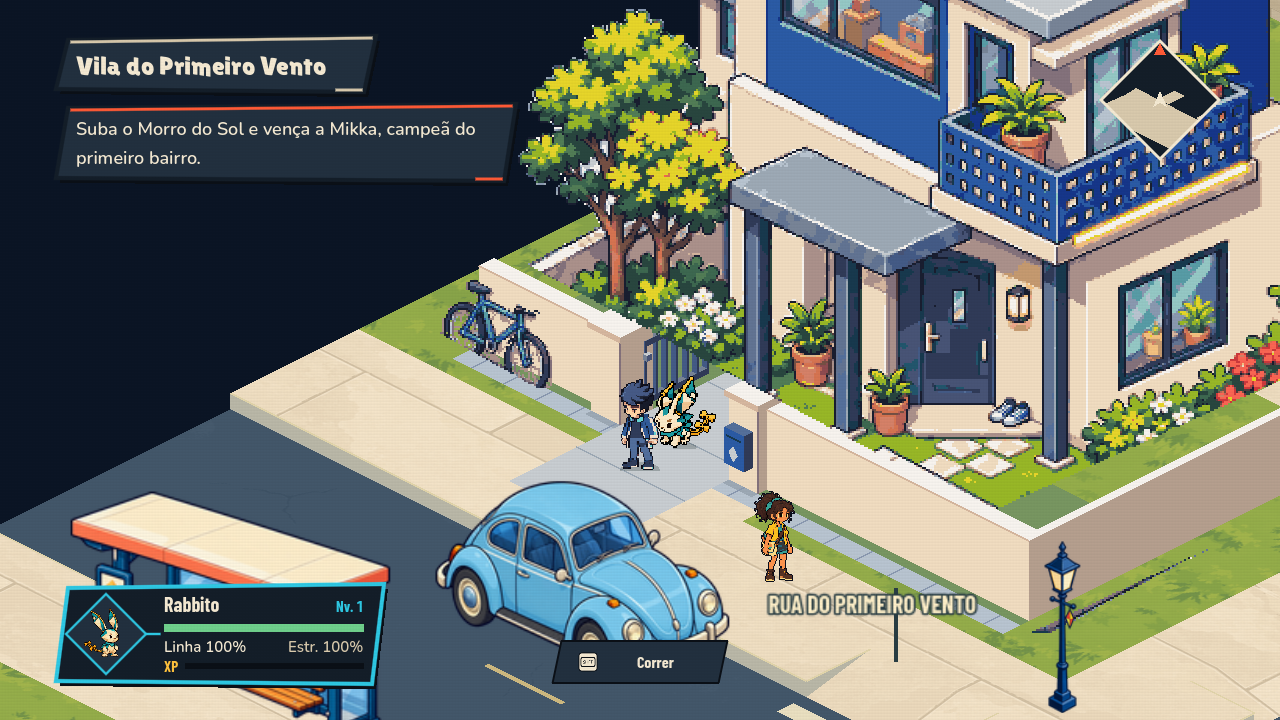 Vila do Primeiro Vento
Suba o Morro do Sol e vença a Mikka, campeã do
primeiro bairro.
RUA DO PRIMEIRO VENTO
Rabbito
Nv. 1
Linha 100%
Estr. 100%
XP
Correr